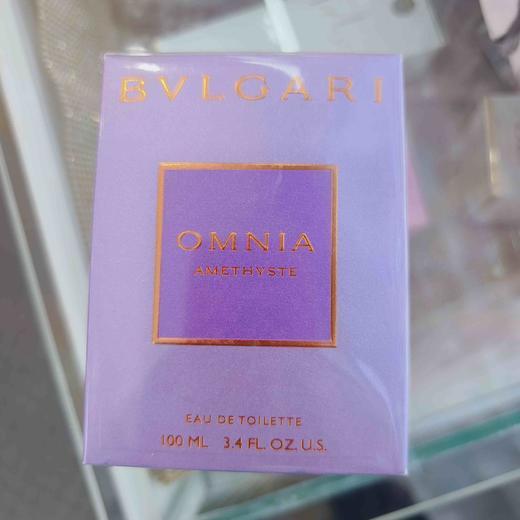 BVLGARI
OMNIA
AMETHYSTE
EAU DE TOILETTE
100 ML 3.4 FL. OZ. U.S.